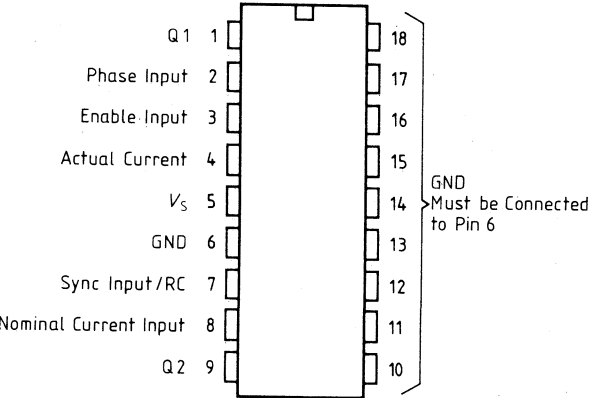 Q1 1
Phase Input 2
Enable Input 3
Actual Current 4
VS 5
GND 6
Sync Input/RC 7
Nominal Current Input 8
Q2 9
18
17
16
15
14
13
12
11
10
GND
Must be Connected
to Pin 6